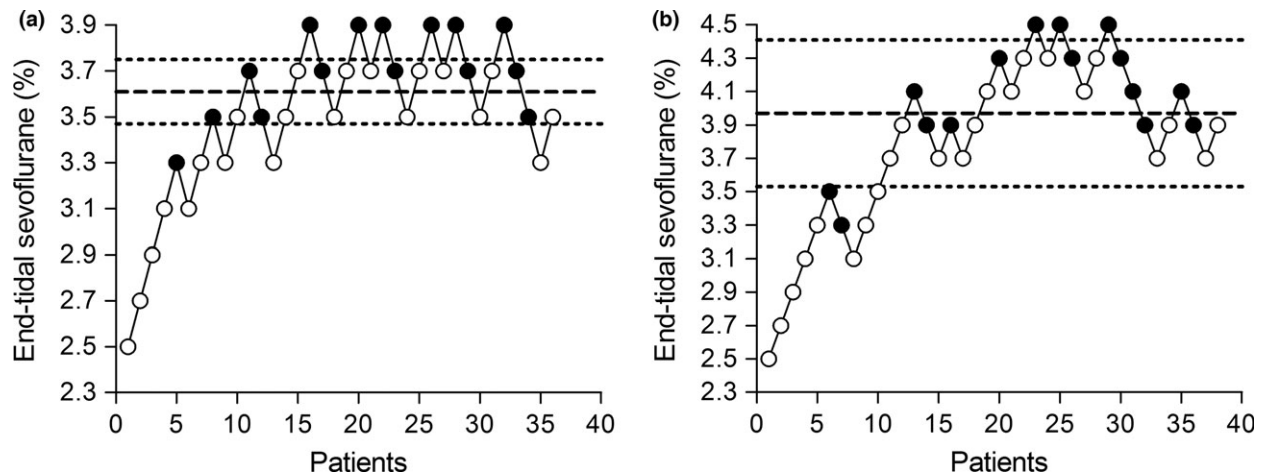 (a)
End-tidal sevoflurane (%)
3.9
3.7
3.5
3.3
3.1
2.9
2.7
2.5
2.3
0 5 10 15 20 25 30 35 40
Patients
(b)
End-tidal sevoflurane (%)
4.5
4.3
4.1
3.9
3.7
3.5
3.3
3.1
2.9
2.7
2.5
2.3
0 5 10 15 20 25 30 35 40
Patients